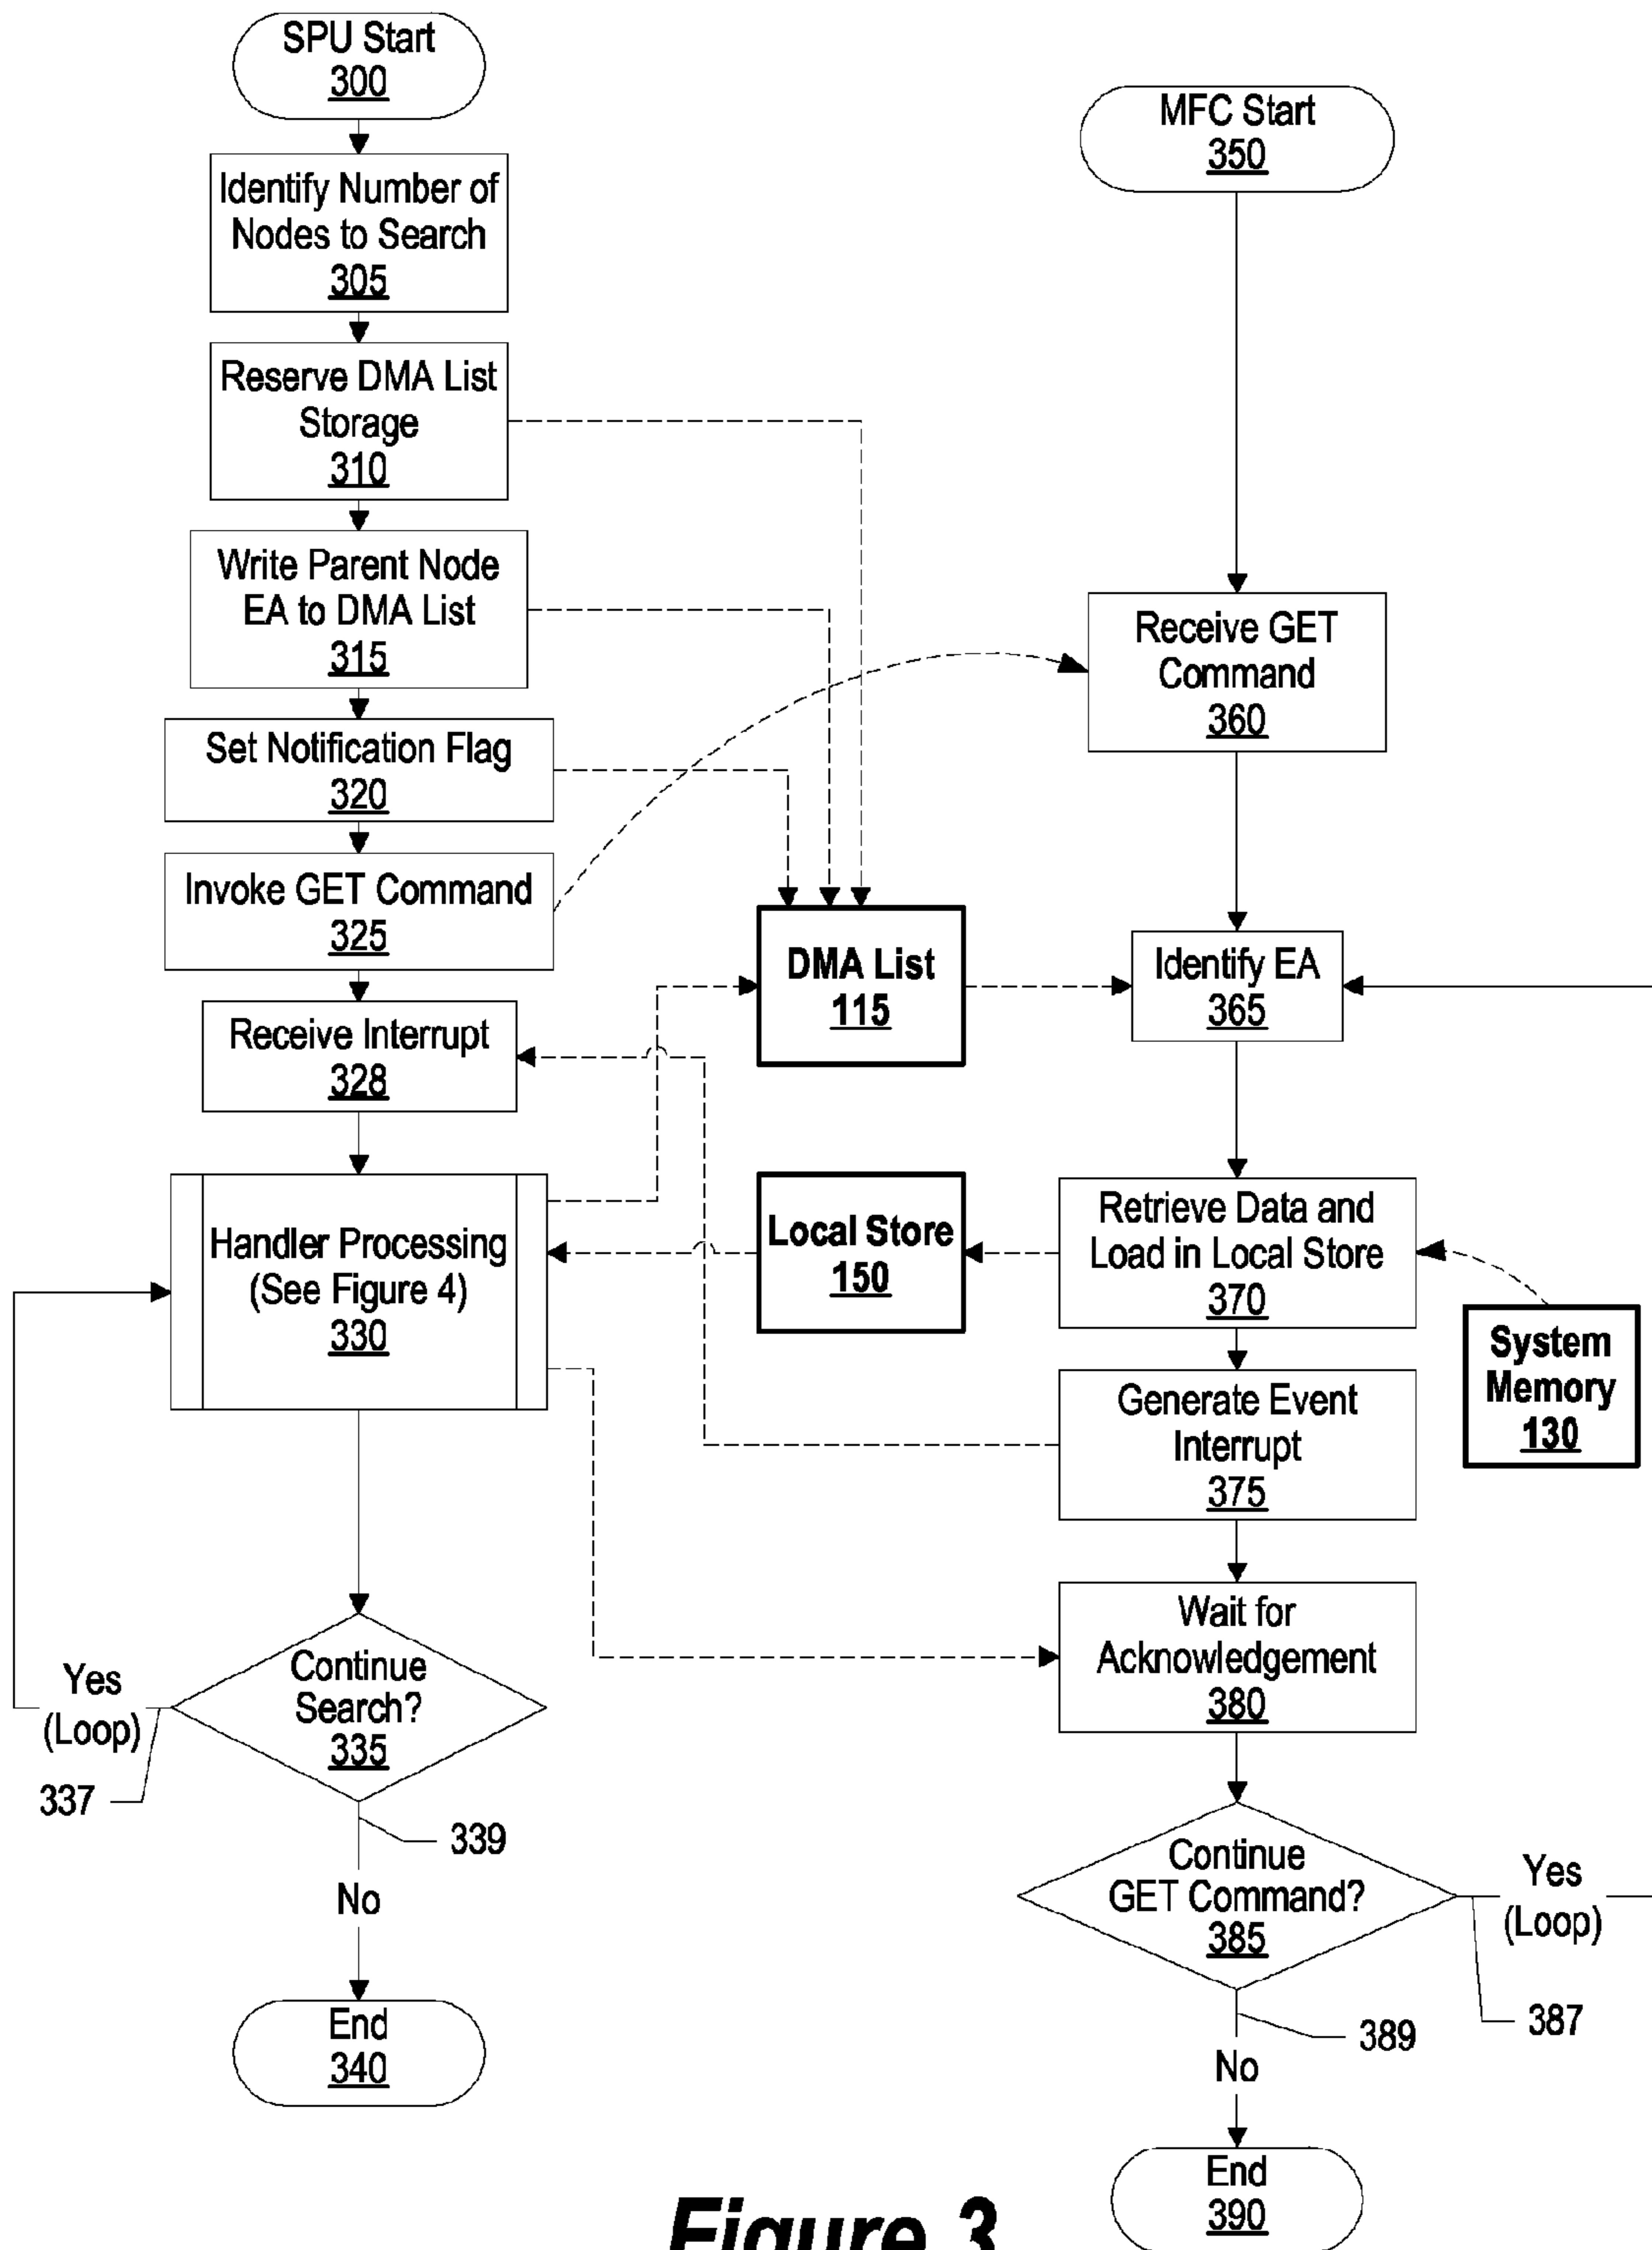 SPU Start
300
Identify Number of
Nodes to Search
305
Reserve DMA List
Storage
310
Write Parent Node
EA to DMA List
315
Set Notification Flag
320
Invoke GET Command
325
Receive Interrupt
328
Handler Processing
(See Figure 4)
330
Continue
Search?
335
Yes
(Loop)
337
339
No
End
340
DMA List
115
Local Store
150
MFC Start
350
Receive GET
Command
360
Identify EA
365
Retrieve Data and
Load in Local Store
370
System
Memory
130
Generate Event
Interrupt
375
Wait for
Acknowledgement
380
Continue
GET Command?
385
Yes
(Loop)
387
389
No
End
390
Figure 3